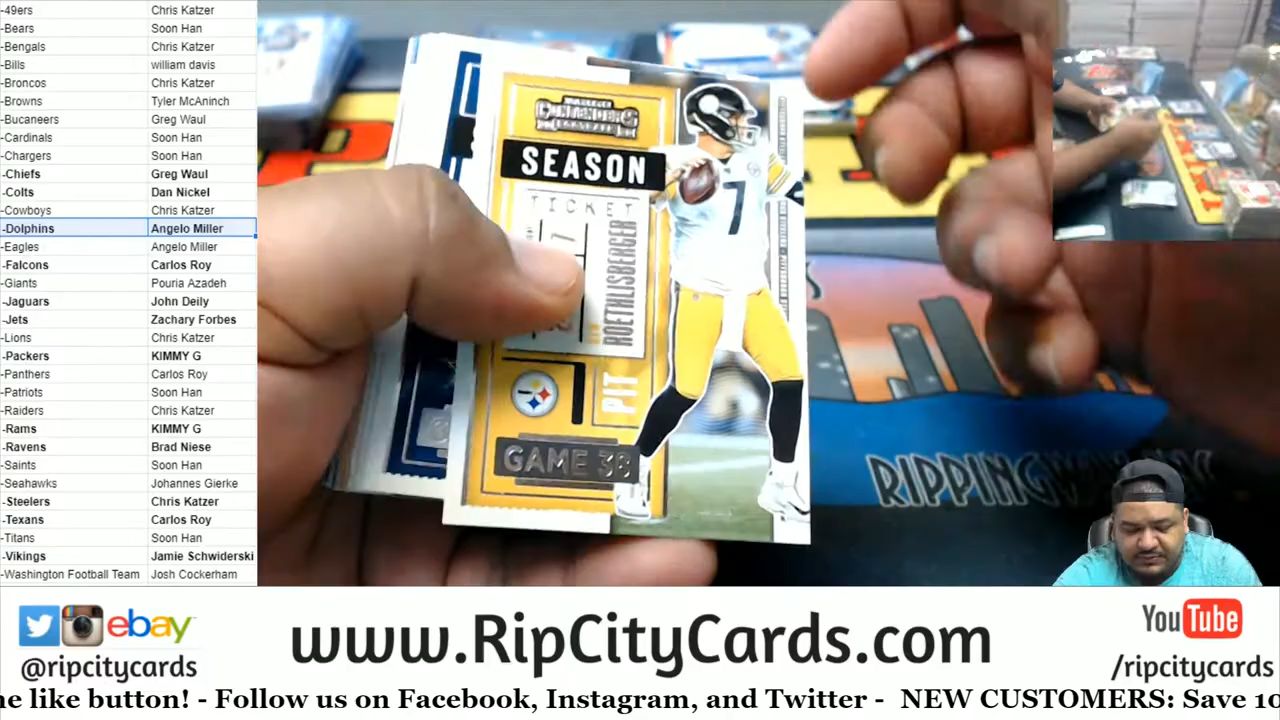 -49ers Chris Katzer
-Bears Soon Han
-Bengals Chris Katzer
-Bills william davis
-Broncos Chris Katzer
-Browns Tyler McAninch
-Bucaneers Greg Waul
-Cardinals Soon Han
-Chargers Soon Han
-Chiefs Greg Waul
-Colts Dan Nickel
-Cowboys Chris Katzer
-Dolphins Angelo Miller
-Eagles Angelo Miller
-Falcons Carlos Roy
-Giants Pouria Azadeh
-Jaguars John Deily
-Jets Zachary Forbes
-Lions Chris Katzer
-Packers KIMMY G
-Panthers Carlos Roy
-Patriots Soon Han
-Raiders Chris Katzer
-Rams KIMMY G
-Ravens Brad Niese
-Saints Soon Han
-Seahawks Johannes Gierke
-Steelers Chris Katzer
-Texans Carlos Roy
-Titans Soon Han
-Vikings Jamie Schwiderski
-Washington Football Team Josh Cockerham
CONTENDERS
SEASON
TICKET
ROETHLISBERGER
7
PIT
GAME 38
RIPPING
ebay
@ripcitycards
www.RipCityCards.com
YouTube
/ripcitycards
like button! - Follow us on Facebook, Instagram, and Twitter - NEW CUSTOMERS: Save